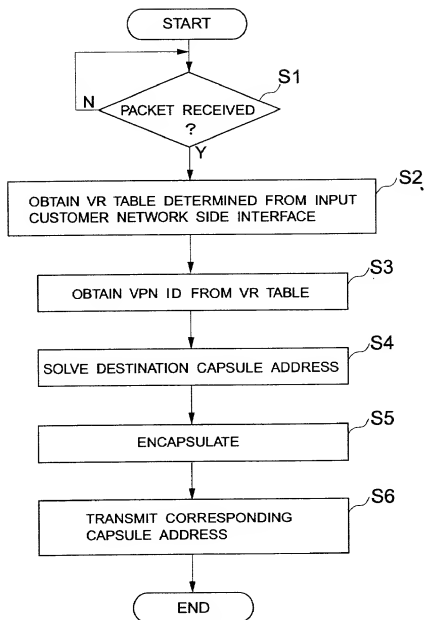 START
S1
N
PACKET RECEIVED
?
Y
S2
OBTAIN VR TABLE DETERMINED FROM INPUT
CUSTOMER NETWORK SIDE INTERFACE
S3
OBTAIN VPN ID FROM VR TABLE
S4
SOLVE DESTINATION CAPSULE ADDRESS
S5
ENCAPSULATE
S6
TRANSMIT CORRESPONDING
CAPSULE ADDRESS
END